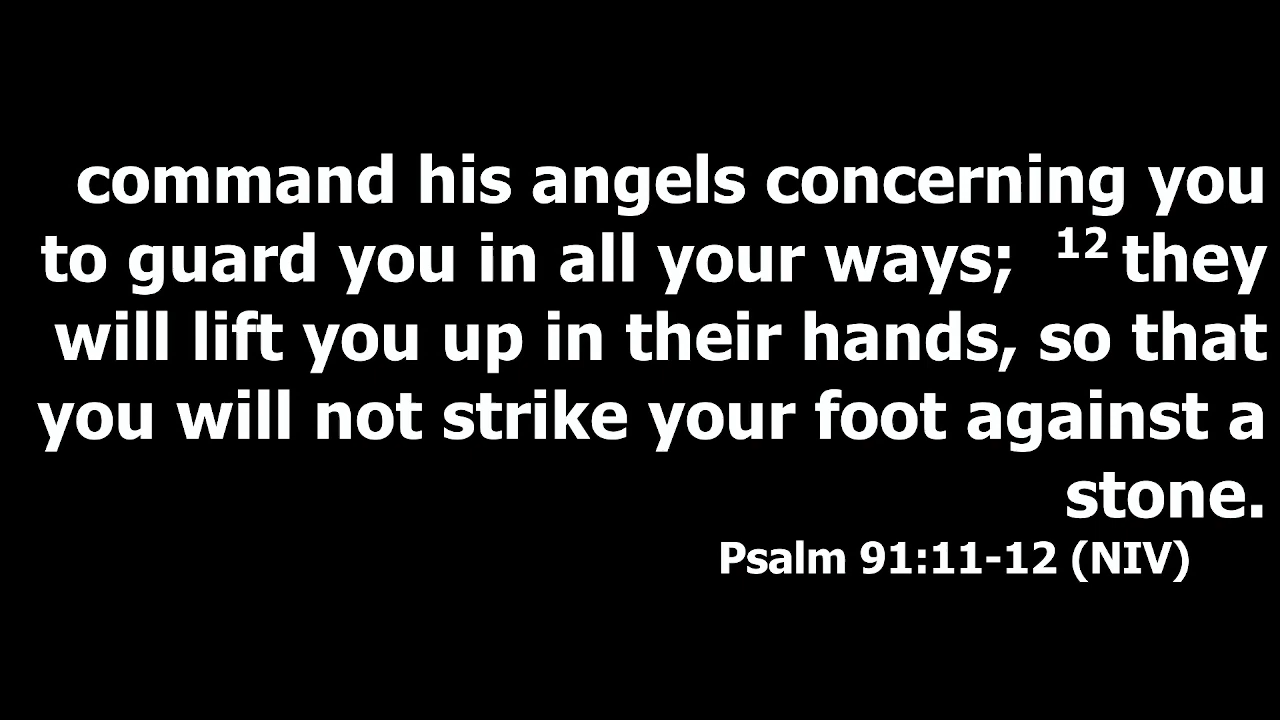 command his angels concerning you
to guard you in all your ways; 12 they
will lift you up in their hands, so that
you will not strike your foot against a
stone.
Psalm 91:11-12 (NIV)